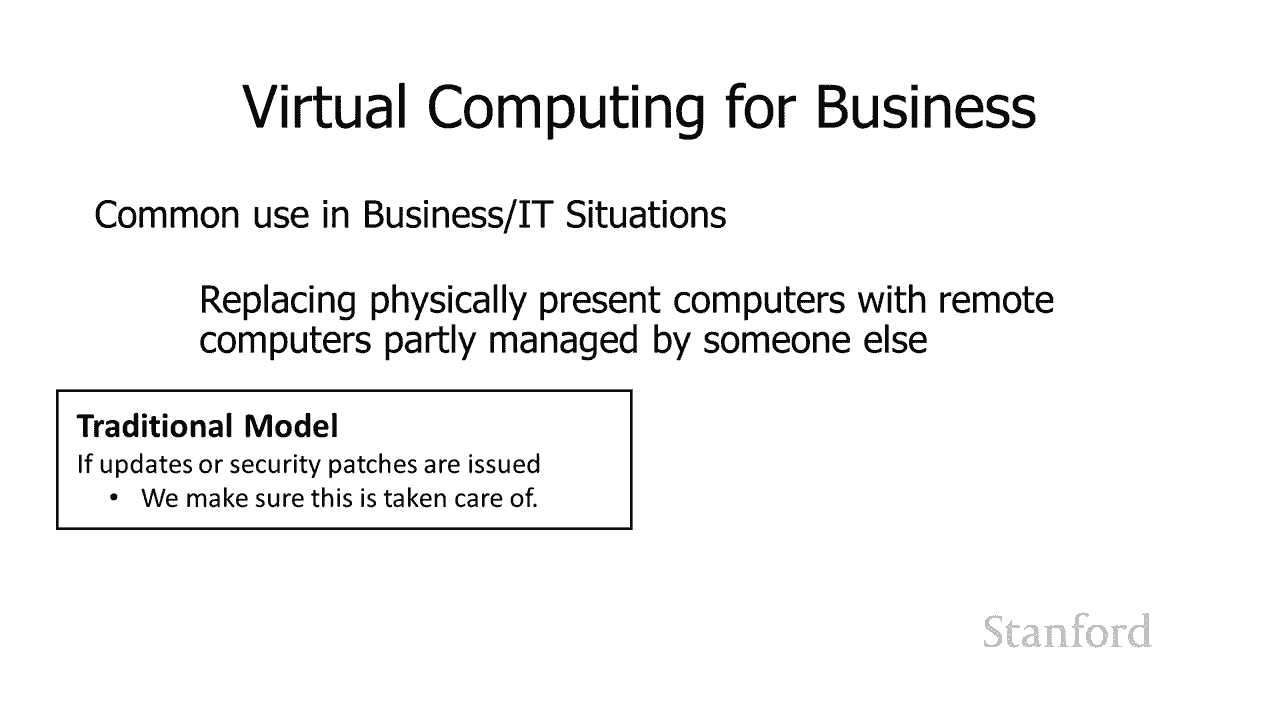 Virtual Computing for Business
Common use in Business/IT Situations
Replacing physically present computers with remote
computers partly managed by someone else
Traditional Model
If updates or security patches are issued
• We make sure this is taken care of.
Stanford